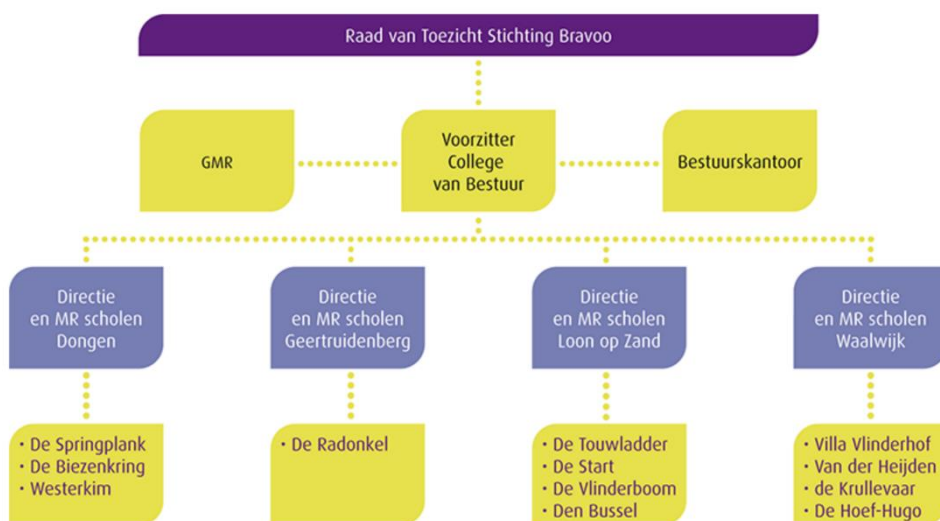 Raad van Toezicht Stichting Bravoo
GMR
Voorzitter
College
van Bestuur
Bestuurskantoor
Directie
en MR scholen
Dongen
Directie
en MR scholen
Geertruidenberg
Directie
en MR scholen
Loon op Zand
Directie
en MR scholen
Waalwijk
• De Springplank
• De Biezenkring
• Westerkim
• De Radonkel
• De Touwladder
• De Start
• De Vlinderboom
• Den Bussel
• Villa Vlinderhof
• Van der Heijden
• de Krullevaar
• De Hoef-Hugo